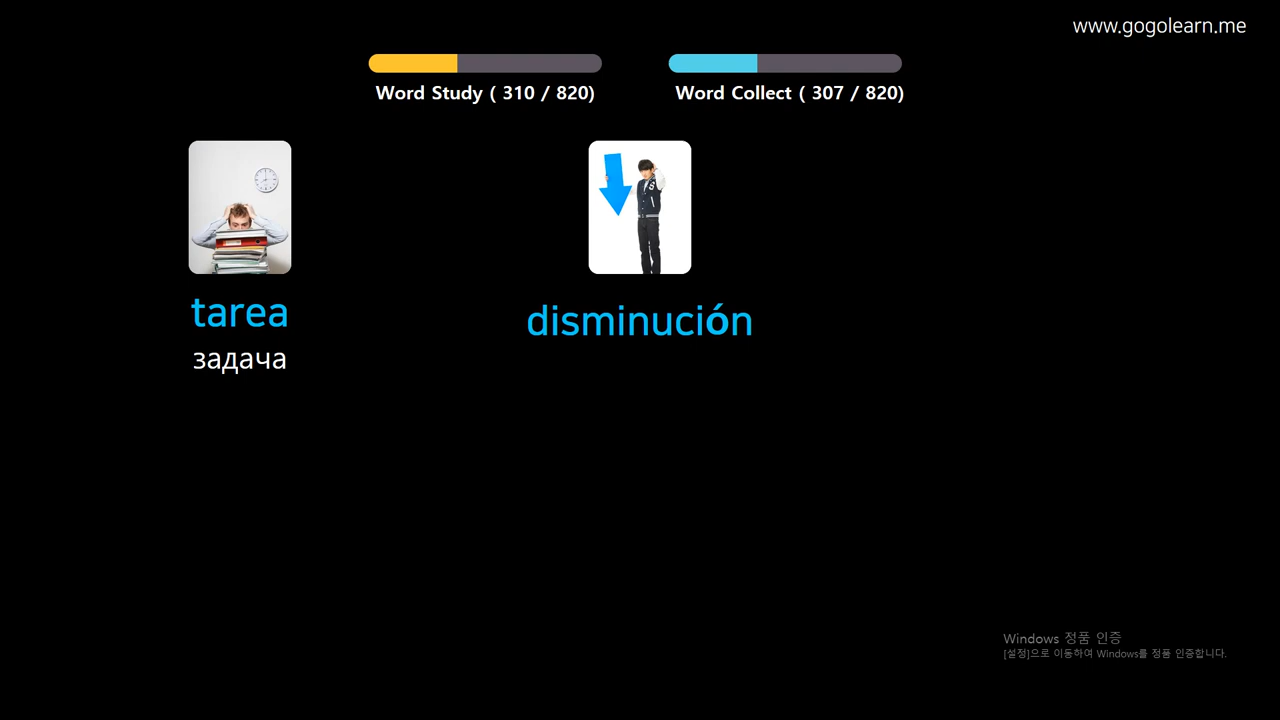 www.gogolearn.me
Word Study ( 310 / 820)
Word Collect ( 307 / 820)
tarea
задача
disminución
Windows 정품 인증
[설정]으로 이동하여 Windows를 정품 인증합니다.